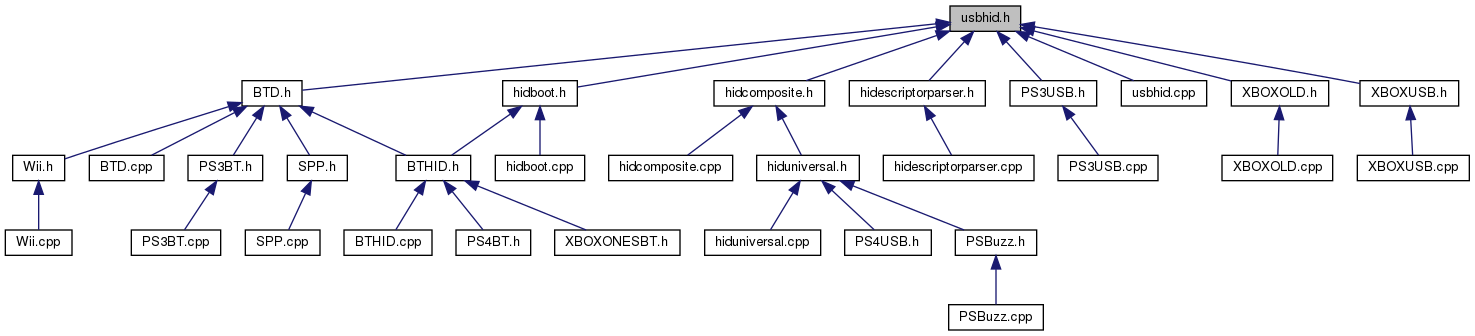 usbhid.h
BTD.h
hidboot.h
hidcomposite.h
hidescriptorparser.h
PS3USB.h
usbhid.cpp
XBOXOLD.h
XBOXUSB.h
Wii.h
BTD.cpp
PS3BT.h
SPP.h
BTHID.h
hidboot.cpp
hidcomposite.cpp
hiduniversal.h
hidescriptorparser.cpp
PS3USB.cpp
XBOXOLD.cpp
XBOXUSB.cpp
Wii.cpp
PS3BT.cpp
SPP.cpp
BTHID.cpp
PS4BT.h
XBOXONESBT.h
hiduniversal.cpp
PS4USB.h
PSBuzz.h
PSBuzz.cpp